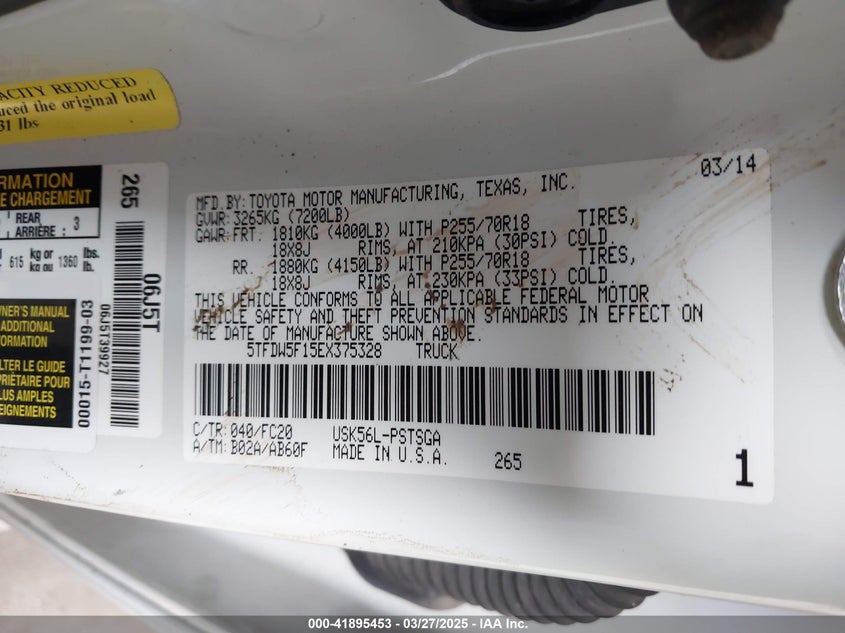 ACITY REDUCED
uced the original load
31 lbs
RMATION
E CHARGEMENT
REAR
ARRIÈRE : 3
615 kg or
kg ou 1360 lbs.
lb.
WNER'S MANUAL
ADDITIONAL
FORMATION
LTER LE GUIDE
PRIÉTAIRE POUR
PLUS AMPLES
EIGNEMENTS
265
06J5T
06J5T39927
00015-T1199-03
03/14
MFD.BY: TOYOTA MOTOR MANUFACTURING, TEXAS, INC.
GVWR: 3265KG (7200LB)
GAWR: FRT. 1810KG (4000LB) WITH P255/70R18 TIRES,
18X8J RIMS, AT 210KPA (30PSI) COLD.
RR. 1880KG (4150LB) WITH P255/70R18 TIRES,
18X8J RIMS, AT 230KPA (33PSI) COLD.
THIS VEHICLE CONFORMS TO ALL APPLICABLE FEDERAL MOTOR
VEHICLE SAFETY AND THEFT PREVENTION STANDARDS IN EFFECT ON
THE DATE OF MANUFACTURE SHOWN ABOVE.
5TFDW5F15EX375328 TRUCK
C/TR: 040/FC20 USK56L-PSTSGA
A/TM: B02A/AB60F MADE IN U.S.A. 265
1
000-41895453 — 03/27/2025 — IAA Inc.